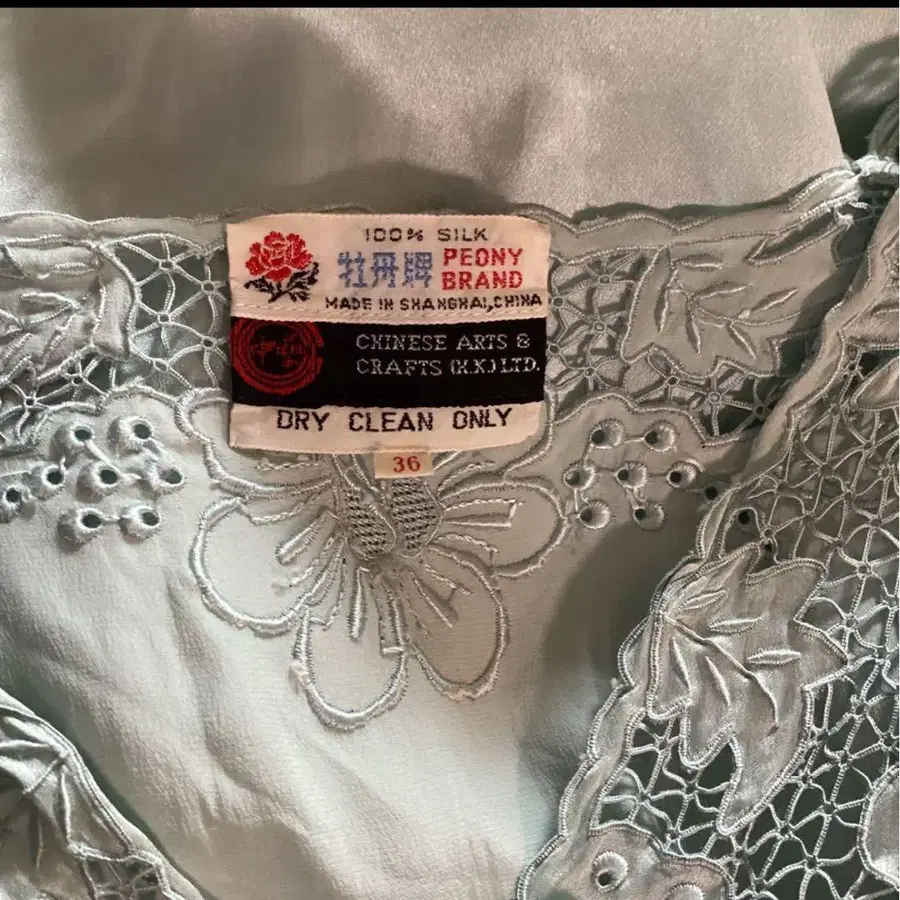 100% SILK
牡丹牌 PEONY BRAND
MADE IN SHANGHAI, CHINA
CHINESE ARTS &
CRAFTS (H.K.) LTD.
DRY CLEAN ONLY
36